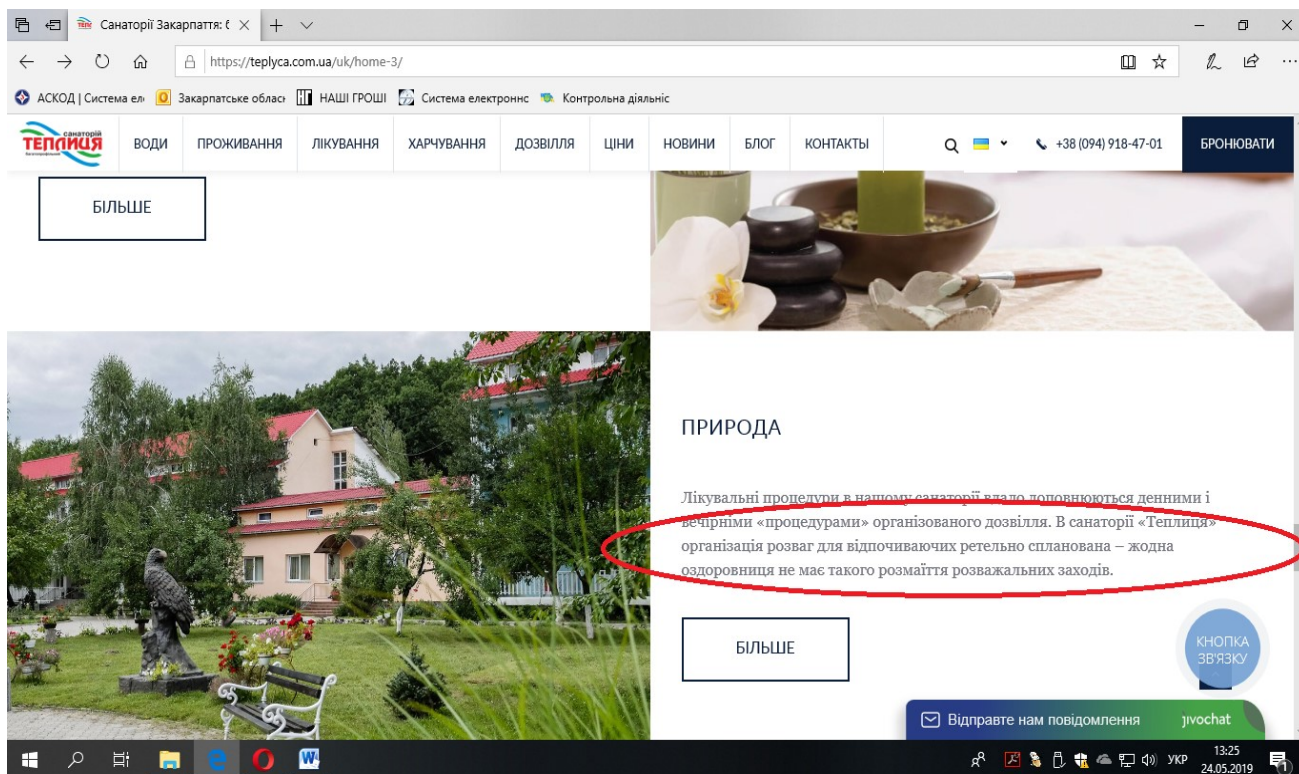 Санаторії Закарпаття: б
https://teplyca.com.ua/uk/home-3/
АСКОД | Система еле
Закарпатське област
НАШІ ГРОШІ
Система електроннс
Контрольна діяльніс
санаторій
ТЕПЛИЦЯ
ВОДИ
ПРОЖИВАННЯ
ЛІКУВАННЯ
ХАРЧУВАННЯ
ДОЗВІЛЛЯ
ЦІНИ
НОВИНИ
БЛОГ
КОНТАКТЫ
+38 (094) 918-47-01
БРОНЮВАТИ
БІЛЬШЕ
ПРИРОДА
Лікувальні процедури в нашому санаторії вдало доповнюються денними і
вечірніми «процедурами» організованого дозвілля. В санаторії «Теплиця»
організація розваг для відпочиваючих ретельно спланована – жодна
оздоровниця не має такого розмаїття розважальних заходів.
БІЛЬШЕ
КНОПКА
ЗВ'ЯЗКУ
Відправте нам повідомлення
jivochat
УКР
13:25
24.05.2019
1